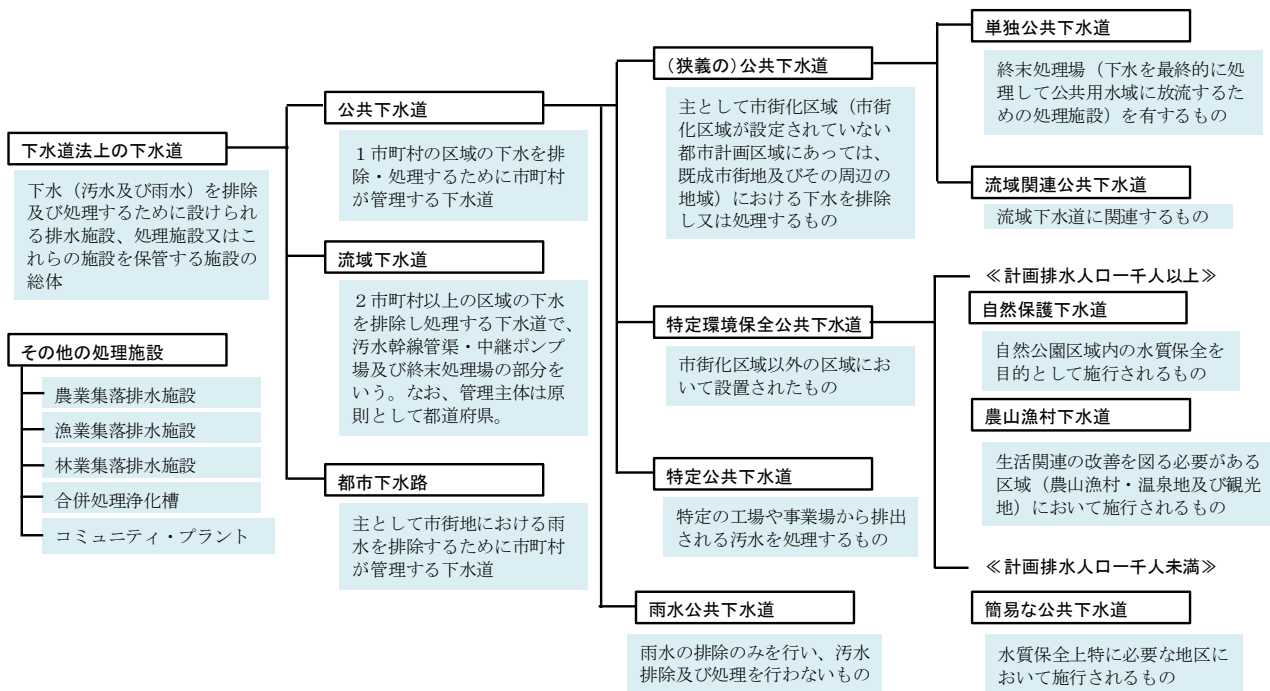 下水道法上の下水道
下水（汚水及び雨水）を排除
及び処理するために設けられ
る排水施設、処理施設又はこ
れらの施設を保管する施設の
総体
その他の処理施設
農業集落排水施設
漁業集落排水施設
林業集落排水施設
合併処理浄化槽
コミュニティ・プラント
公共下水道
１市町村の区域の下水を排
除・処理するために市町村
が管理する下水道
流域下水道
２市町村以上の区域の下水
を排除し処理する下水道で、
汚水幹線管渠・中継ポンプ
場及び終末処理場の部分を
いう。なお、管理主体は原
則として都道府県。
都市下水路
主として市街地における雨
水を排除するために市町村
が管理する下水道
（狭義の）公共下水道
主として市街化区域（市街
化区域が設定されていない
都市計画区域にあっては、
既成市街地及びその周辺の
地域）における下水を排除
し又は処理するもの
特定環境保全公共下水道
市街化区域以外の区域にお
いて設置されたもの
特定公共下水道
特定の工場や事業場から排出
される汚水を処理するもの
雨水公共下水道
雨水の排除のみを行い、汚水
排除及び処理を行わないもの
単独公共下水道
終末処理場（下水を最終的に処
理して公共用水域に放流するた
めの処理施設）を有するもの
流域関連公共下水道
流域下水道に関連するもの
≪計画排水人口一千人以上≫
自然保護下水道
自然公園区域内の水質保全を
目的として施行されるもの
農山漁村下水道
生活関連の改善を図る必要がある
区域（農山漁村・温泉地及び観光
地）において施行されるもの
≪計画排水人口一千人未満≫
簡易な公共下水道
水質保全上特に必要な地区に
おいて施行されるもの